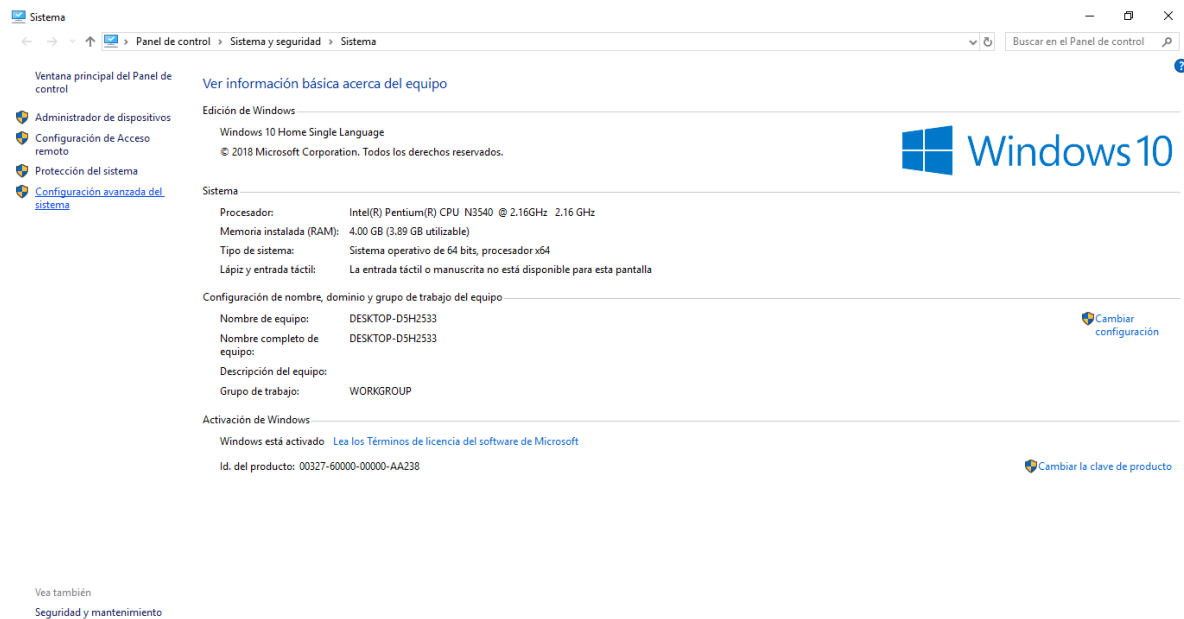 Sistema
Panel de control › Sistema y seguridad › Sistema
Buscar en el Panel de control
Ventana principal del Panel de
control
Administrador de dispositivos
Configuración de Acceso
remoto
Protección del sistema
Configuración avanzada del
sistema
Ver información básica acerca del equipo
Edición de Windows
Windows 10 Home Single Language
© 2018 Microsoft Corporation. Todos los derechos reservados.
Windows 10
Sistema
Procesador: Intel(R) Pentium(R) CPU N3540 @ 2.16GHz 2.16 GHz
Memoria instalada (RAM): 4.00 GB (3.89 GB utilizable)
Tipo de sistema: Sistema operativo de 64 bits, procesador x64
Lápiz y entrada táctil: La entrada táctil o manuscrita no está disponible para esta pantalla
Configuración de nombre, dominio y grupo de trabajo del equipo
Nombre de equipo: DESKTOP-D5H2533
Cambiar
configuración
Nombre completo de
equipo:
DESKTOP-D5H2533
Descripción del equipo:
Grupo de trabajo: WORKGROUP
Activación de Windows
Windows está activado Lea los Términos de licencia del software de Microsoft
Id. del producto: 00327-60000-00000-AA238
Cambiar la clave de producto
Vea también
Seguridad y mantenimiento